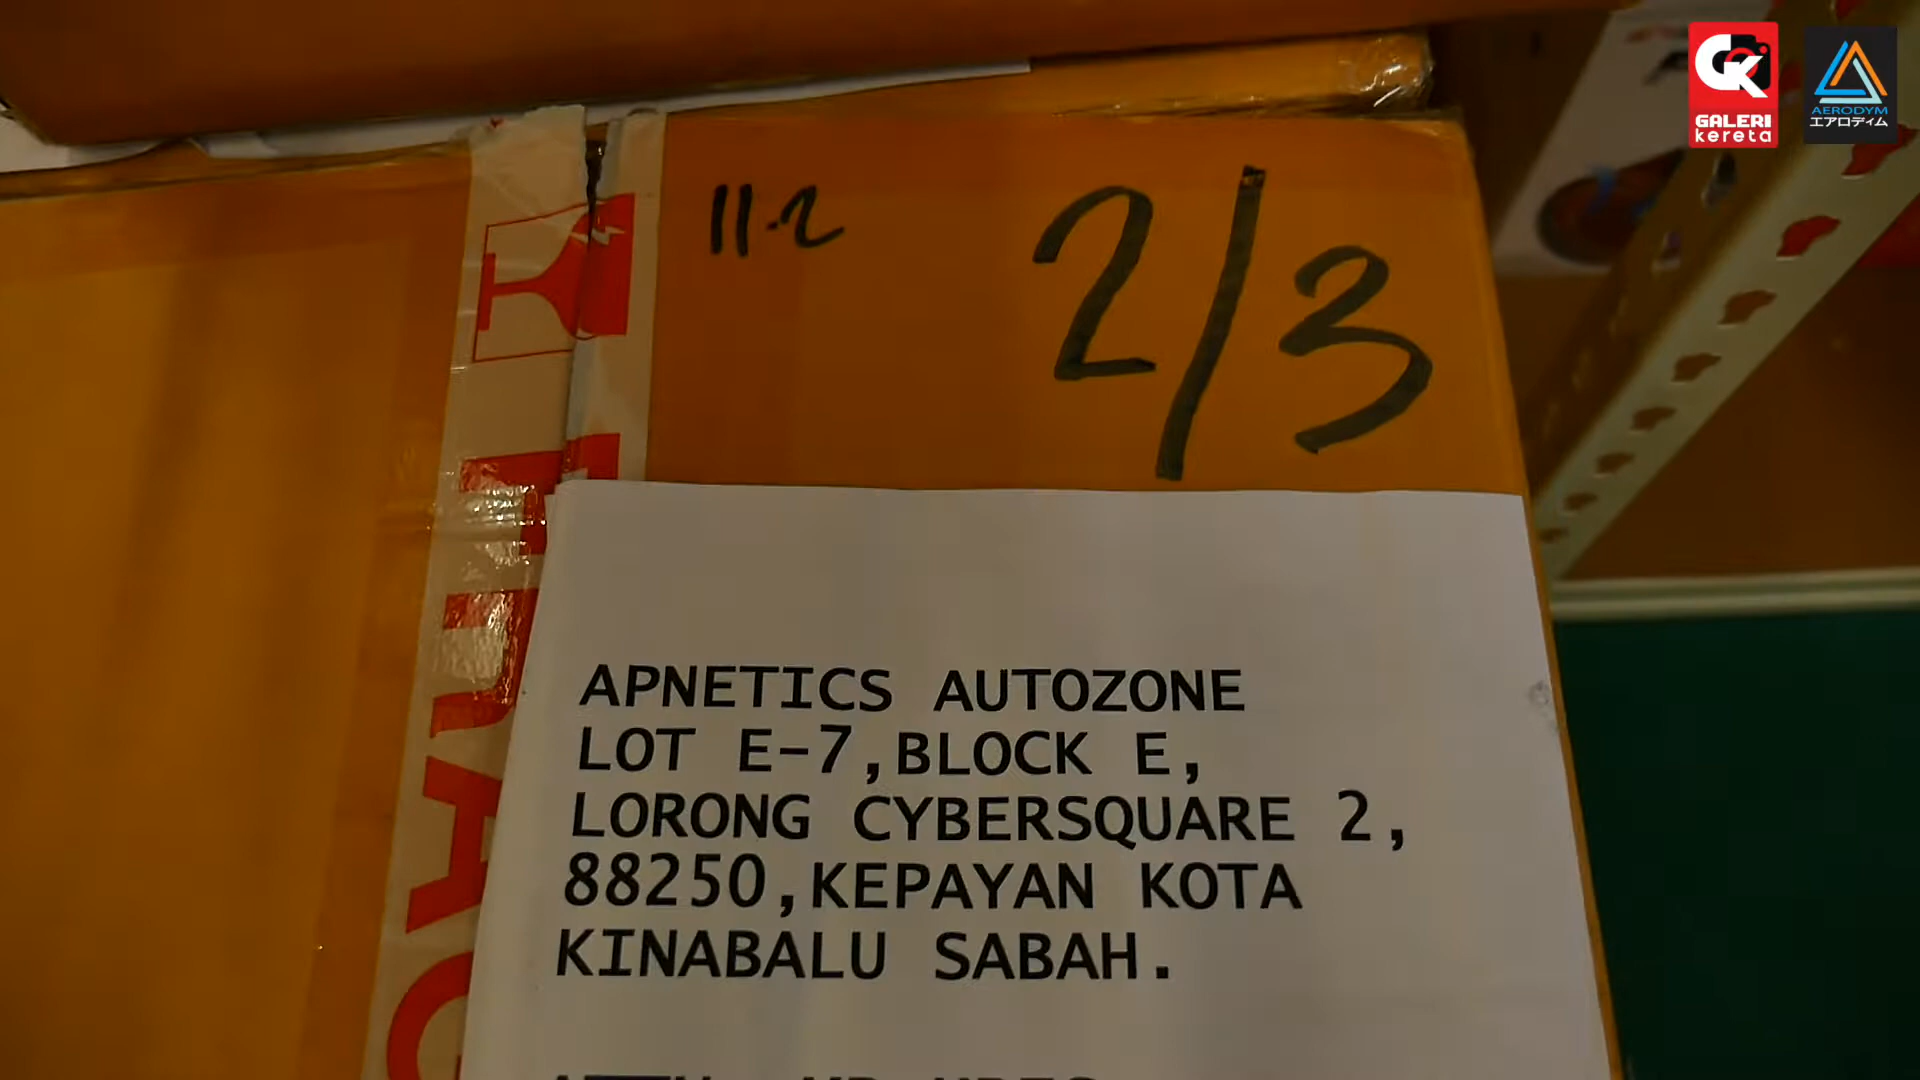 GALERI
kereta
AERODYM
エアロディム
11.2
2/3
APNETICS AUTOZONE
LOT E-7,BLOCK E,
LORONG CYBERSQUARE 2,
88250,KEPAYAN KOTA
KINABALU SABAH.